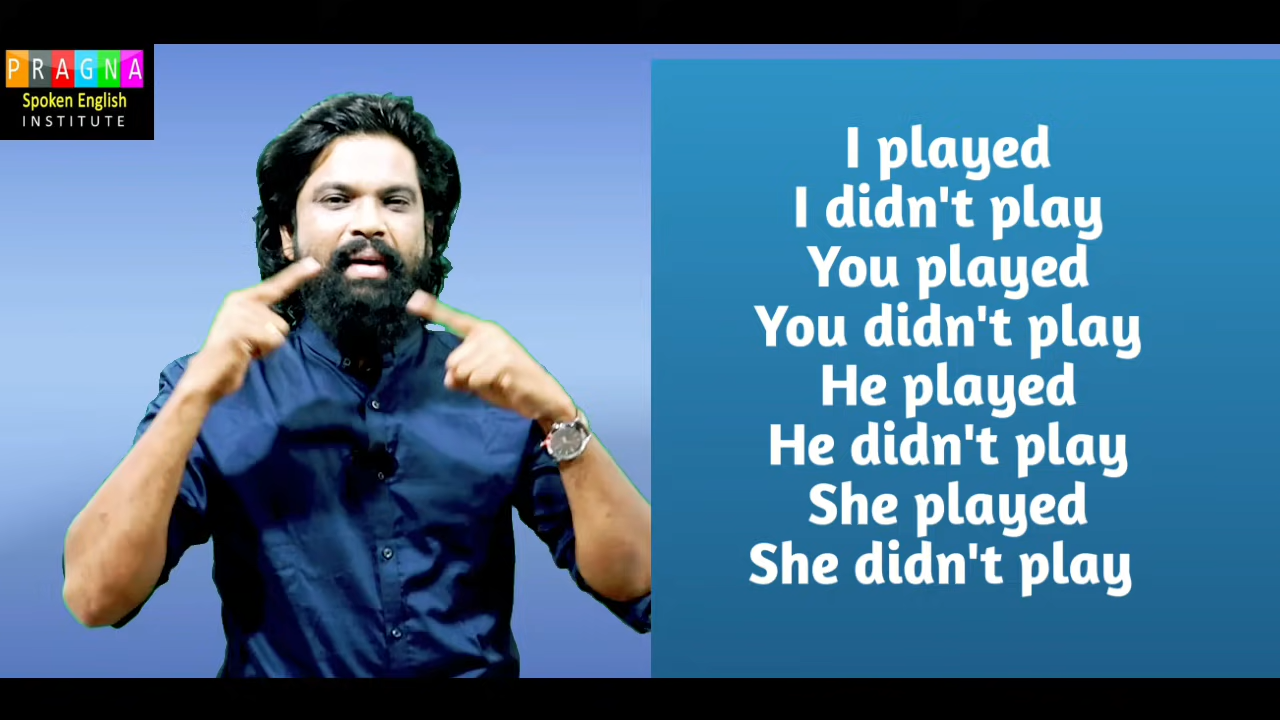 PRAGNA
Spoken English
INSTITUTE
I played
I didn't play
You played
You didn't play
He played
He didn't play
She played
She didn't play